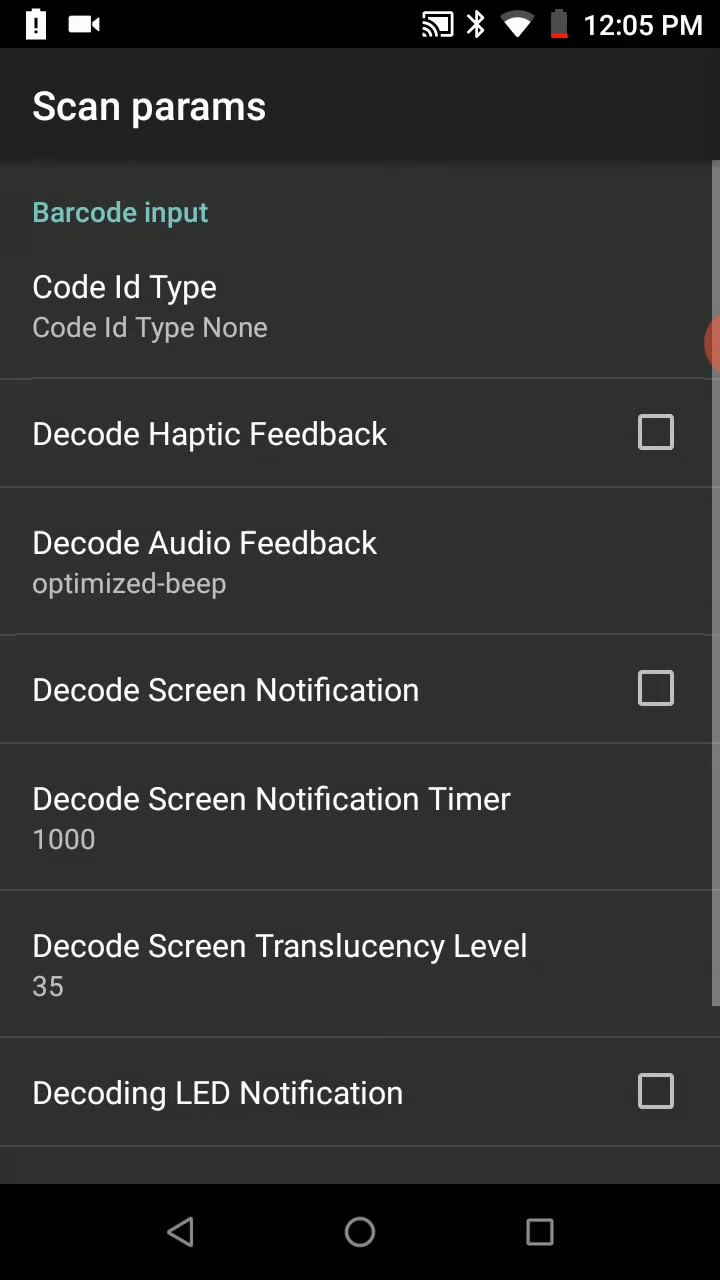 12:05 PM
Scan params
Barcode input
Code Id Type
Code Id Type None
Decode Haptic Feedback
Decode Audio Feedback
optimized-beep
Decode Screen Notification
Decode Screen Notification Timer
1000
Decode Screen Translucency Level
35
Decoding LED Notification